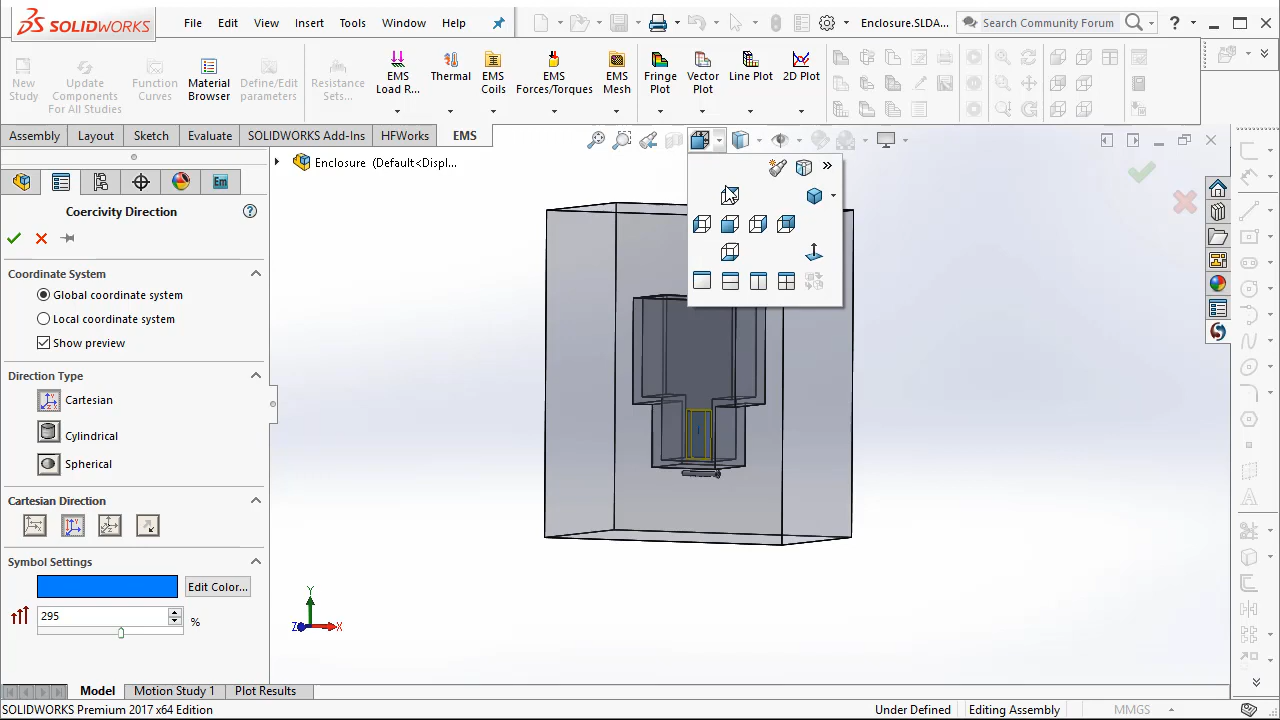 SOLIDWORKS File Edit View Insert Tools Window Help Enclosure.SLDA... Search Community Forum ?
New Study
Update Components For All Studies
Function Curves
Material Browser
Define/Edit parameters
Resistance Sets...
EMS Load R...
Thermal
EMS Coils
EMS Forces/Torques
EMS Mesh
Fringe Plot
Vector Plot
Line Plot
2D Plot
Assembly Layout Sketch Evaluate SOLIDWORKS Add-Ins HFWorks EMS
Enclosure (Default<Displ...
Em
Coercivity Direction ?
Coordinate System
Global coordinate system
Local coordinate system
Show preview
Direction Type
Cartesian
Cylindrical
Spherical
Cartesian Direction
Symbol Settings
Edit Color...
295 %
Y
Z X
Model Motion Study 1 Plot Results
SOLIDWORKS Premium 2017 x64 Edition Under Defined Editing Assembly MMGS